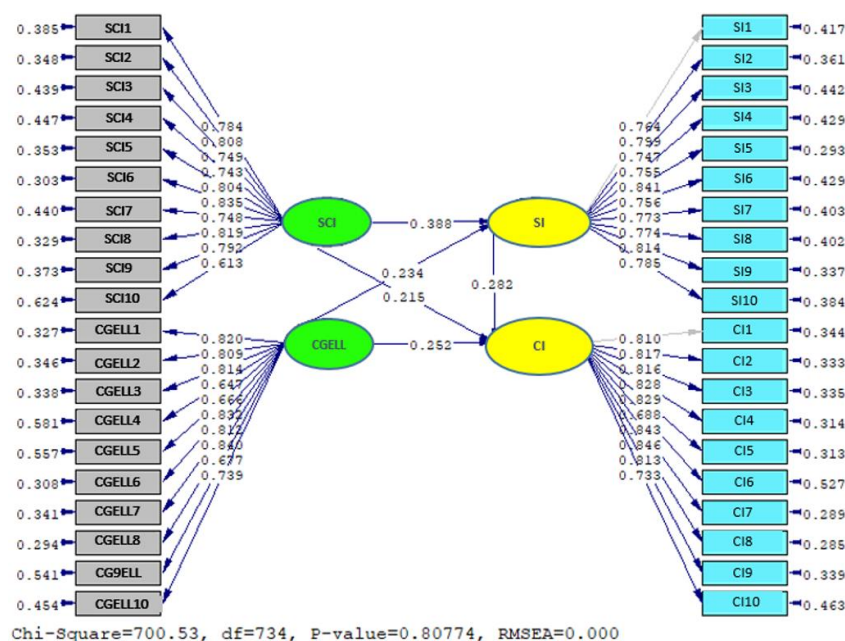 0.385 SCI1
0.348 SCI2
0.439 SCI3
0.447 SCI4
0.353 SCI5
0.303 SCI6
0.440 SCI7
0.329 SCI8
0.373 SCI9
0.624 SCI10
0.327 CGELL1
0.346 CGELL2
0.338 CGELL3
0.581 CGELL4
0.557 CGELL5
0.308 CGELL6
0.341 CGELL7
0.294 CGELL8
0.541 CG9ELL
0.454 CGELL10
0.784
0.808
0.749
0.743
0.804
0.835
0.748
0.819
0.792
0.613
0.820
0.809
0.814
0.647
0.666
0.832
0.812
0.840
0.677
0.739
SCI
CGELL
0.388
0.234
0.215
0.282
0.252
SI
CI
0.764
0.799
0.747
0.755
0.841
0.756
0.773
0.774
0.814
0.785
0.810
0.817
0.816
0.828
0.829
0.688
0.843
0.846
0.813
0.733
SI1 0.417
SI2 0.361
SI3 0.442
SI4 0.429
SI5 0.293
SI6 0.429
SI7 0.403
SI8 0.402
SI9 0.337
SI10 0.384
CI1 0.344
CI2 0.333
CI3 0.335
CI4 0.314
CI5 0.313
CI6 0.527
CI7 0.289
CI8 0.285
CI9 0.339
CI10 0.463
Chi-Square=700.53, df=734, P-value=0.80774, RMSEA=0.000